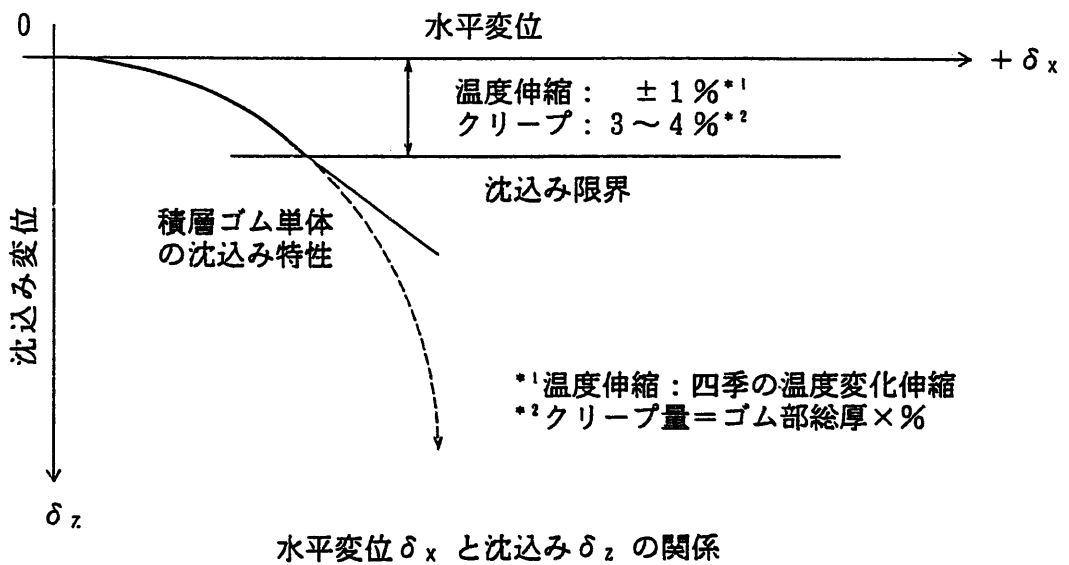 0
水平変位
+δx
温度伸縮： ±1％*1
クリープ：3～4％*2
沈込み限界
積層ゴム単体
の沈込み特性
沈込み変位
*1温度伸縮：四季の温度変化伸縮
*2クリープ量＝ゴム部総厚×％
δz
水平変位δxと沈込みδzの関係